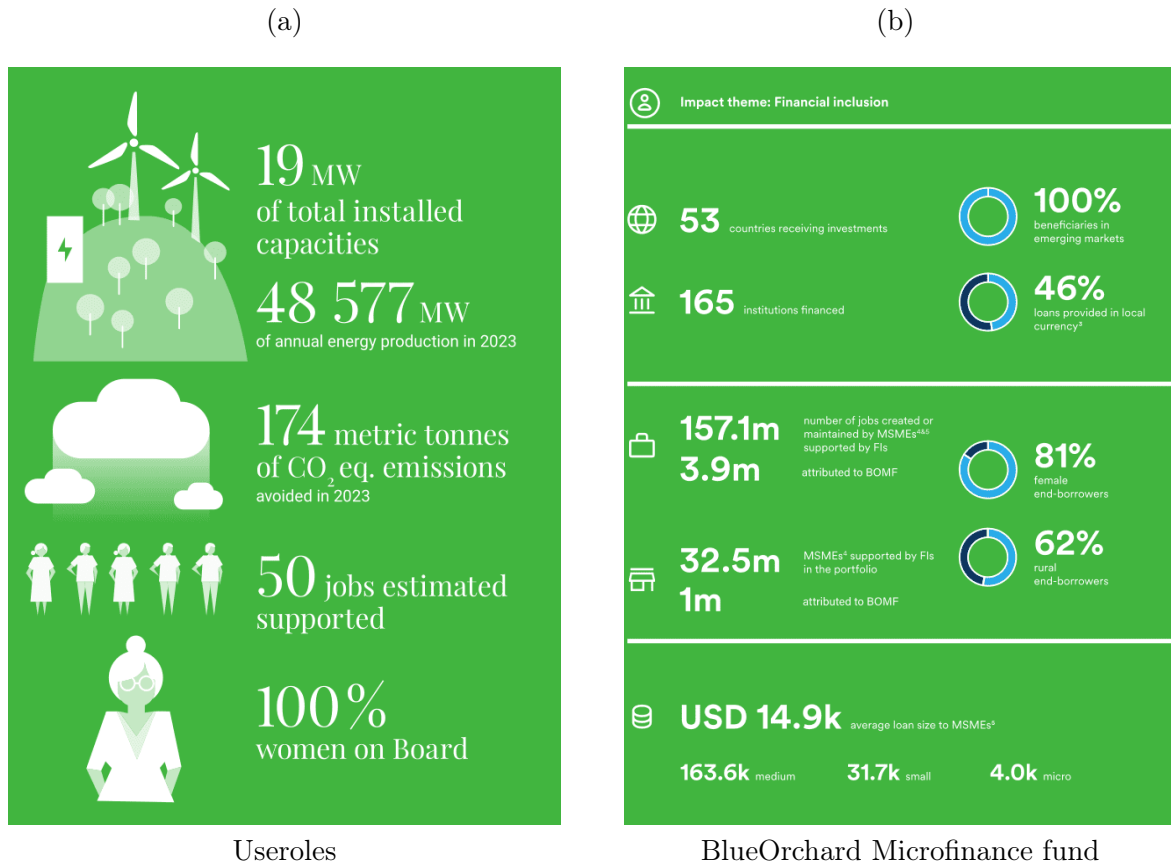 (a)
19 MW
of total installed
capacities
48 577 MW
of annual energy production in 2023
174 metric tonnes
of CO₂ eq. emissions
avoided in 2023
50 jobs estimated
supported
100%
women on Board
Useroles
(b)
Impact theme: Financial inclusion
53 countries receiving investments
100%
beneficiaries in
emerging markets
165 institutions financed
46%
loans provided in local
currency³
157.1m number of jobs created or
maintained by MSMEs⁴&⁵
supported by FIs
3.9m attributed to BOMF
81%
female
end-borrowers
32.5m MSMEs⁴ supported by FIs
in the portfolio
1m attributed to BOMF
62%
rural
end-borrowers
USD 14.9k average loan size to MSMEs⁵
163.6k medium 31.7k small 4.0k micro
BlueOrchard Microfinance fund